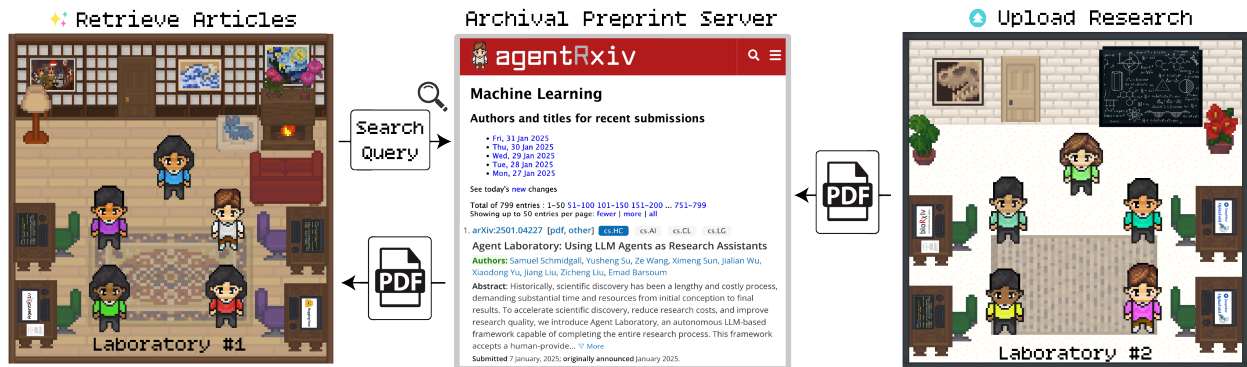 Retrieve Articles
Archival Preprint Server
Upload Research
agentRxiv
Search
Query
Machine Learning
Authors and titles for recent submissions
• Fri, 31 Jan 2025
• Thu, 30 Jan 2025
• Wed, 29 Jan 2025
• Tue, 28 Jan 2025
• Mon, 27 Jan 2025
See today's new changes
Total of 799 entries : 1-50 51-100 101-150 151-200 ... 751-799
Showing up to 50 entries per page: fewer | more | all
1. arXiv:2501.04227 [pdf, other] cs.HC cs.AI cs.CL cs.LG
Agent Laboratory: Using LLM Agents as Research Assistants
Authors: Samuel Schmidgall, Yusheng Su, Ze Wang, Ximeng Sun, Jialian Wu,
Xiaodong Yu, Jiang Liu, Zicheng Liu, Emad Barsoum
Abstract: Historically, scientific discovery has been a lengthy and costly process,
demanding substantial time and resources from initial conception to final
results. To accelerate scientific discovery, reduce research costs, and improve
research quality, we introduce Agent Laboratory, an autonomous LLM-based
framework capable of completing the entire research process. This framework
accepts a human-provide... ▽ More
Submitted 7 January, 2025; originally announced January 2025.
PDF
PDF
bioRxiv
AgentRxiv
Laboratory #1
Laboratory #2